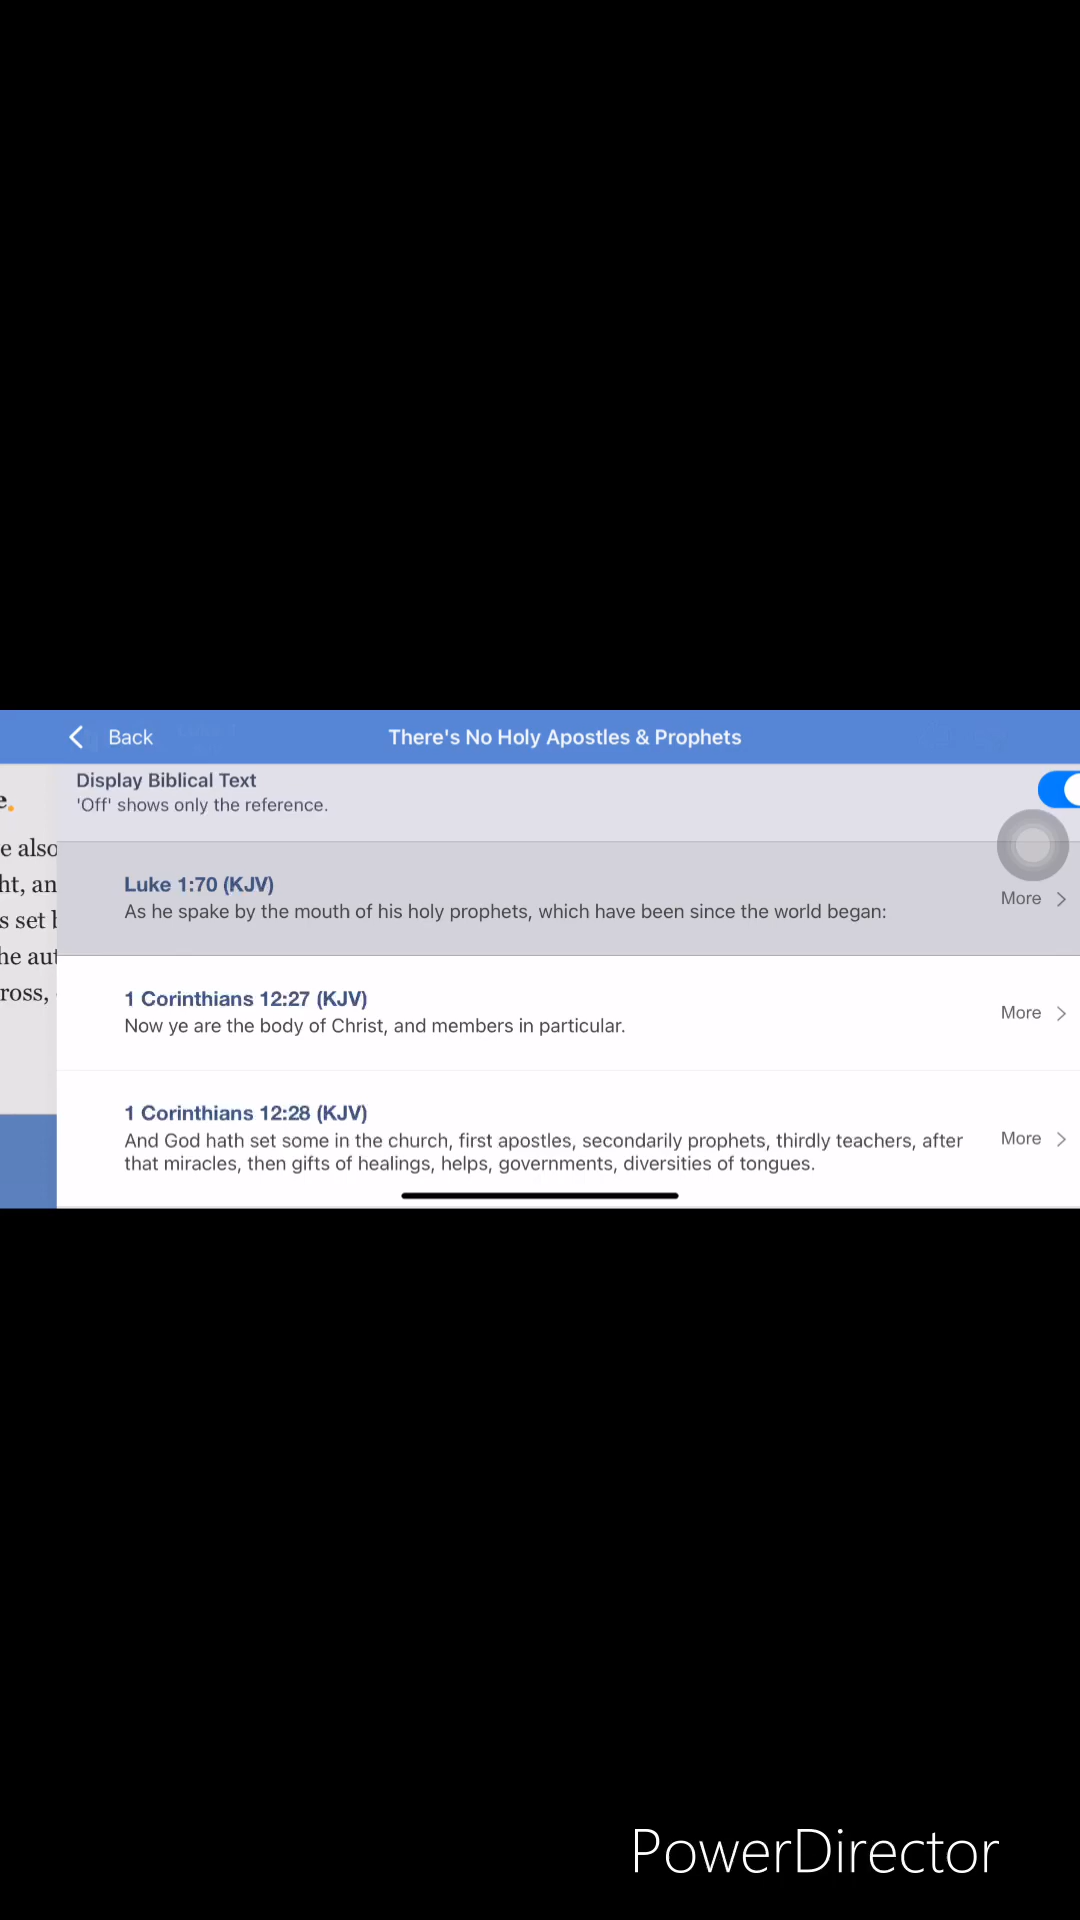 Back
There's No Holy Apostles & Prophets
Display Biblical Text
'Off' shows only the reference.
e.
e also
ht, an
s set b
he aut
ross,
Luke 1:70 (KJV)
As he spake by the mouth of his holy prophets, which have been since the world began:
More
1 Corinthians 12:27 (KJV)
Now ye are the body of Christ, and members in particular.
More
1 Corinthians 12:28 (KJV)
And God hath set some in the church, first apostles, secondarily prophets, thirdly teachers, after
that miracles, then gifts of healings, helps, governments, diversities of tongues.
More
PowerDirector